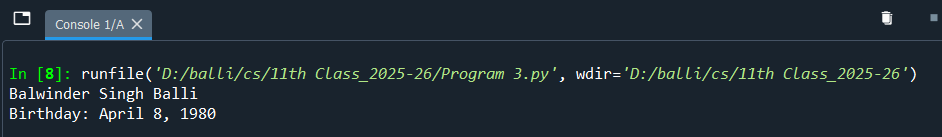 Console 1/A
In [8]: runfile('D:/balli/cs/11th Class_2025-26/Program 3.py', wdir='D:/balli/cs/11th Class_2025-26')
Balwinder Singh Balli
Birthday: April 8, 1980